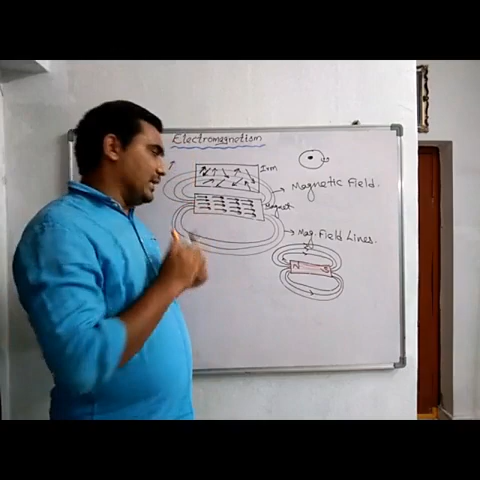 Electromagnetism
Iron
Magnetic Field.
Magnet
Mag. Field Lines.
N S